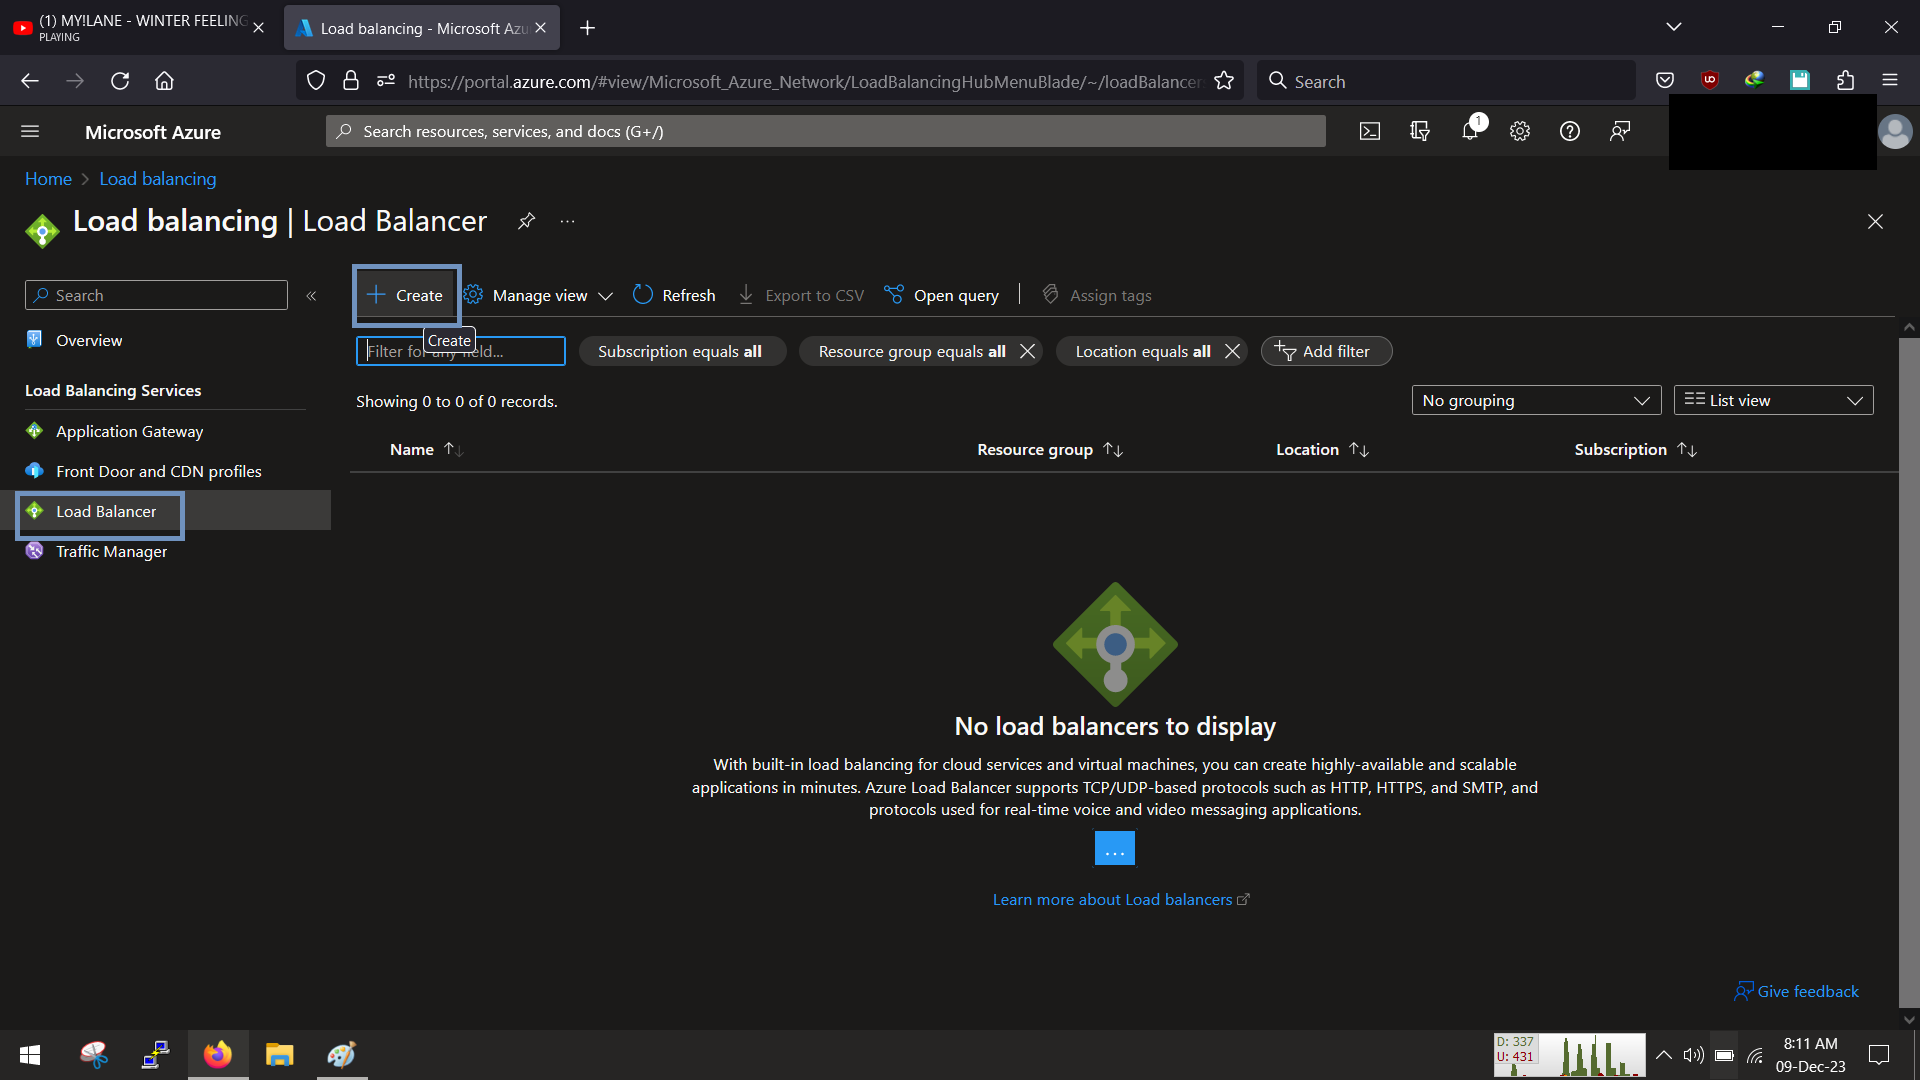 (1) MY!LANE - WINTER FEELING
PLAYING
Load balancing - Microsoft Azu
https://portal.azure.com/#view/Microsoft_Azure_Network/LoadBalancingHubMenuBlade/~/loadBalancer
Search
Microsoft Azure
Search resources, services, and docs (G+/)
1
Home > Load balancing
Load balancing | Load Balancer
Search
Create
Manage view
Refresh
Export to CSV
Open query
Assign tags
Create
Filter for any field...
Subscription equals all
Resource group equals all
Location equals all
Add filter
Overview
Load Balancing Services
Application Gateway
Front Door and CDN profiles
Load Balancer
Traffic Manager
Showing 0 to 0 of 0 records.
No grouping
List view
Name
Resource group
Location
Subscription
No load balancers to display
With built-in load balancing for cloud services and virtual machines, you can create highly-available and scalable
applications in minutes. Azure Load Balancer supports TCP/UDP-based protocols such as HTTP, HTTPS, and SMTP, and
protocols used for real-time voice and video messaging applications.
...
Learn more about Load balancers
Give feedback
D: 337
U: 431
8:11 AM
09-Dec-23